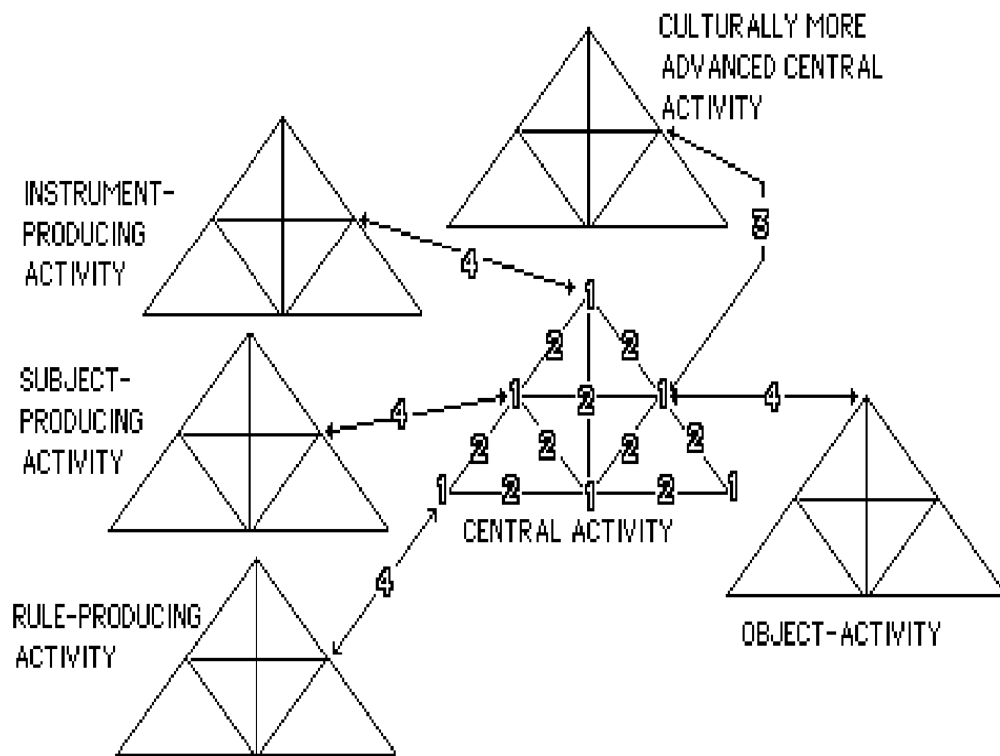 CULTURALLY MORE
ADVANCED CENTRAL
ACTIVITY
INSTRUMENT-
PRODUCING
ACTIVITY
3
4
1
2 2
SUBJECT-
PRODUCING
ACTIVITY
4
1 2 1
4
2 2 2 2
1 2 1 2 1
CENTRAL ACTIVITY
4
RULE-PRODUCING
ACTIVITY
OBJECT-ACTIVITY